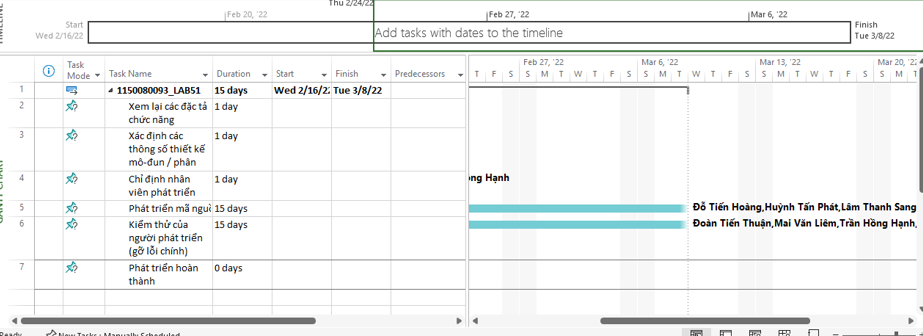 Thu 2/24/22
TIMELINE
Feb 20, '22 Feb 27, '22 Mar 6, '22
Start
Wed 2/16/22
Add tasks with dates to the timeline
Finish
Tue 3/8/22
Task Mode Task Name Duration Start Finish Predecessors
Feb 27, '22 Mar 6, '22 Mar 13, '22 Mar 20, '22
T F S S M T W T F S S M T W T F S S M T W T F S S M T
1 1150080093_LAB51 15 days Wed 2/16/22 Tue 3/8/22
2 Xem lại các đặc tả
chức năng 1 day
3 Xác định các
thông số thiết kế
mô-đun / phân 1 day
4 Chỉ định nhân
viên phát triển 1 day
Hồng Hạnh
5 Phát triển mã nguồ 15 days
Đỗ Tiến Hoàng,Huỳnh Tấn Phát,Lâm Thanh Sang
6 Kiểm thử của
người phát triển
(gỡ lỗi chính) 15 days
Đoàn Tiến Thuận,Mai Văn Liêm,Trần Hồng Hạnh,
7 Phát triển hoàn
thành 0 days
GANTT CHART
Ready New Tasks : Manually Scheduled